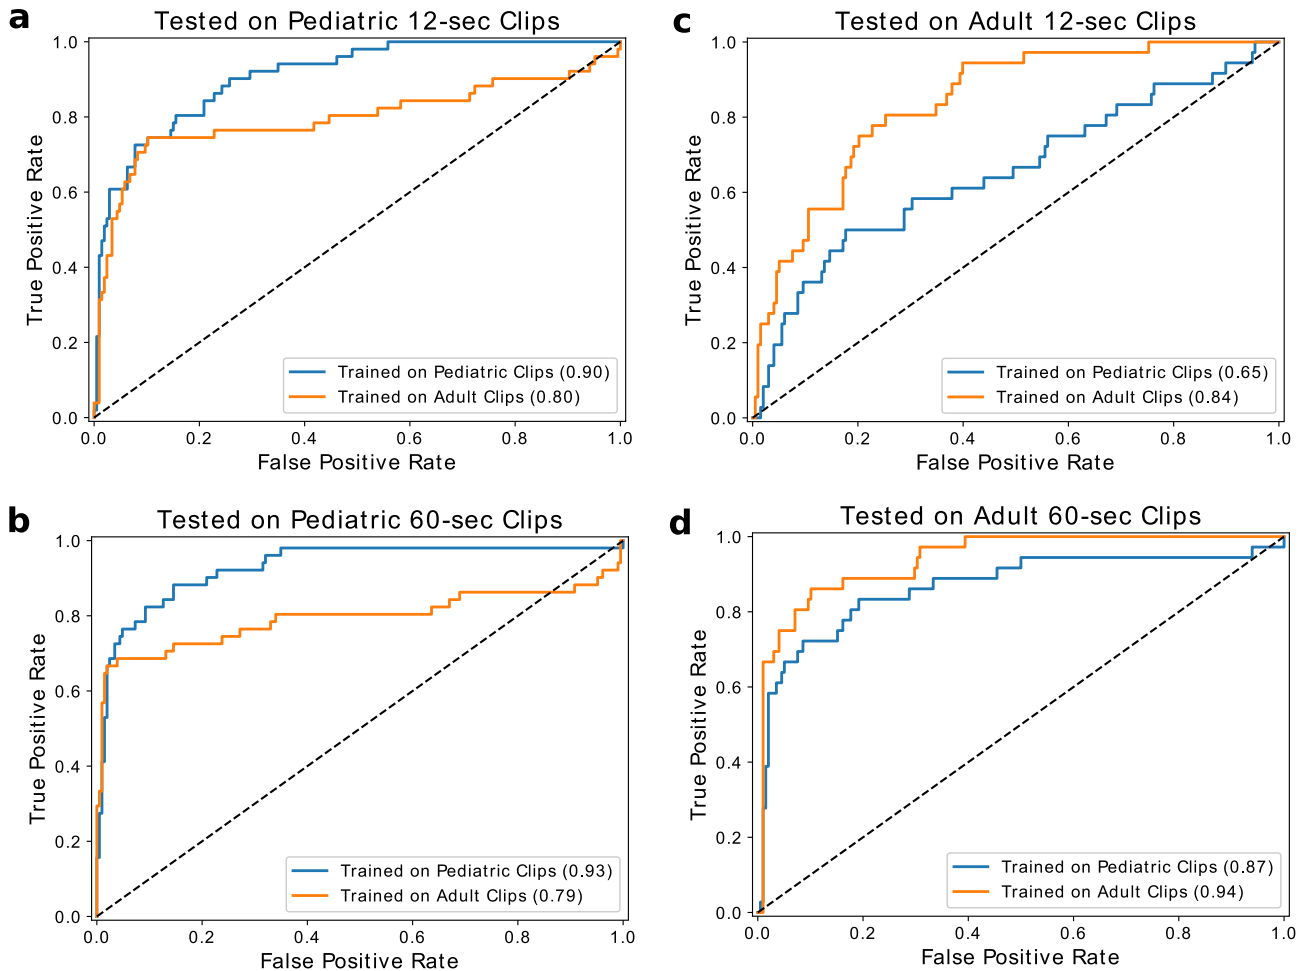 a
Tested on Pediatric 12-sec Clips
True Positive Rate
1.0
0.8
0.6
0.4
0.2
0.0
Trained on Pediatric Clips (0.90)
Trained on Adult Clips (0.80)
0.0 0.2 0.4 0.6 0.8 1.0
False Positive Rate
c
Tested on Adult 12-sec Clips
True Positive Rate
1.0
0.8
0.6
0.4
0.2
0.0
Trained on Pediatric Clips (0.65)
Trained on Adult Clips (0.84)
0.0 0.2 0.4 0.6 0.8 1.0
False Positive Rate
b
Tested on Pediatric 60-sec Clips
True Positive Rate
1.0
0.8
0.6
0.4
0.2
0.0
Trained on Pediatric Clips (0.93)
Trained on Adult Clips (0.79)
0.0 0.2 0.4 0.6 0.8 1.0
False Positive Rate
d
Tested on Adult 60-sec Clips
True Positive Rate
1.0
0.8
0.6
0.4
0.2
0.0
Trained on Pediatric Clips (0.87)
Trained on Adult Clips (0.94)
0.0 0.2 0.4 0.6 0.8 1.0
False Positive Rate